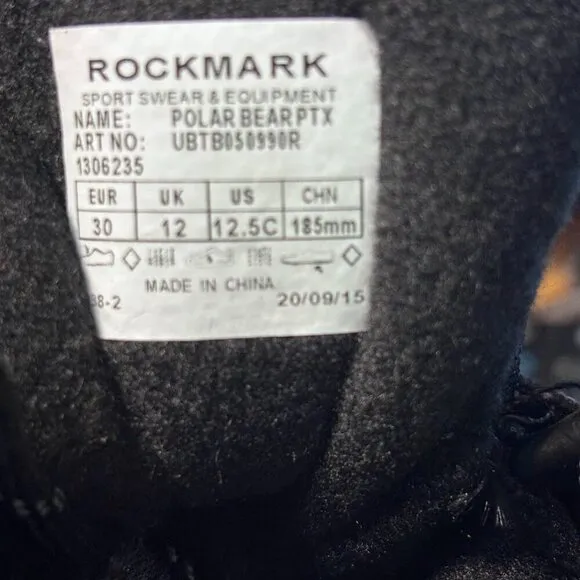 ROCKMARK
SPORT SWEAR & EQUIPMENT
NAME: POLAR BEAR PTX
ART NO: UBTB050990R
1306235
EUR UK US CHN
30 12 12.5C 185mm
MADE IN CHINA
38-2 20/09/15